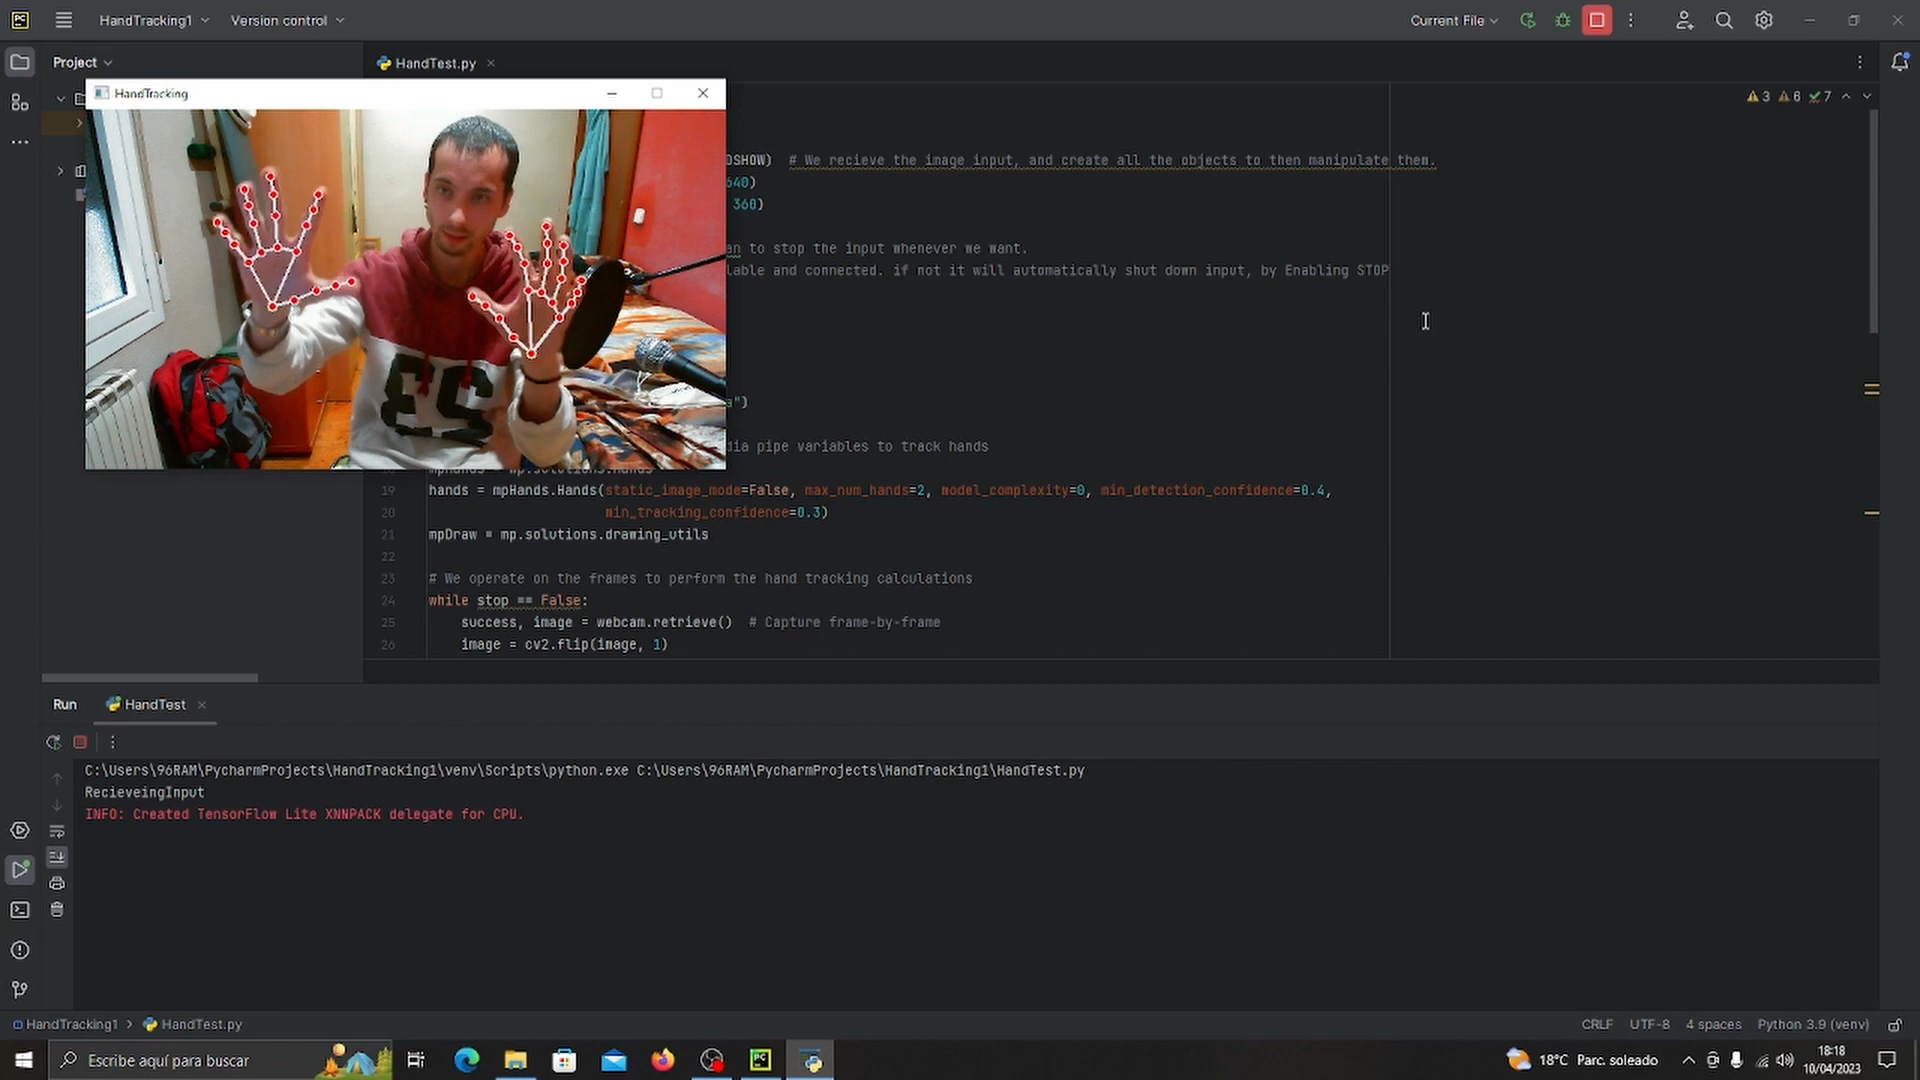 PC HandTracking1 Version control Current File
Project HandTest.py
HandTracking
3 6 7
DSHOW) # We recieve the image input, and create all the objects to then manipulate them.
640)
360)
an to stop the input whenever we want.
lable and connected. if not it will automatically shut down input, by Enabling STOP
a")
dia pipe variables to track hands
19 hands = mpHands.Hands(static_image_mode=False, max_num_hands=2, model_complexity=0, min_detection_confidence=0.4,
20 min_tracking_confidence=0.3)
21 mpDraw = mp.solutions.drawing_utils
22
23 # We operate on the frames to perform the hand tracking calculations
24 while stop == False:
25 success, image = webcam.retrieve() # Capture frame-by-frame
26 image = cv2.flip(image, 1)
Run HandTest
C:\Users\96RAM\PycharmProjects\HandTracking1\venv\Scripts\python.exe C:\Users\96RAM\PycharmProjects\HandTracking1\HandTest.py
RecieveingInput
INFO: Created TensorFlow Lite XNNPACK delegate for CPU.
HandTracking1 > HandTest.py CRLF UTF-8 4 spaces Python 3.9 (venv)
Escribe aquí para buscar
18°C Parc. soleado
18:18
10/04/2023